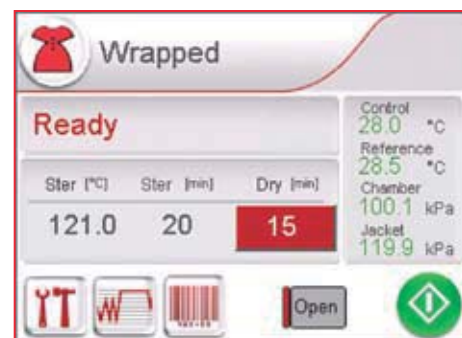 Wrapped
Ready
Ster [°C] Ster [min] Dry [min]
121.0 20 15
Control
28.0 °C
Reference
28.5 °C
Chamber
100.1 kPa
Jacket
119.9 kPa
Open